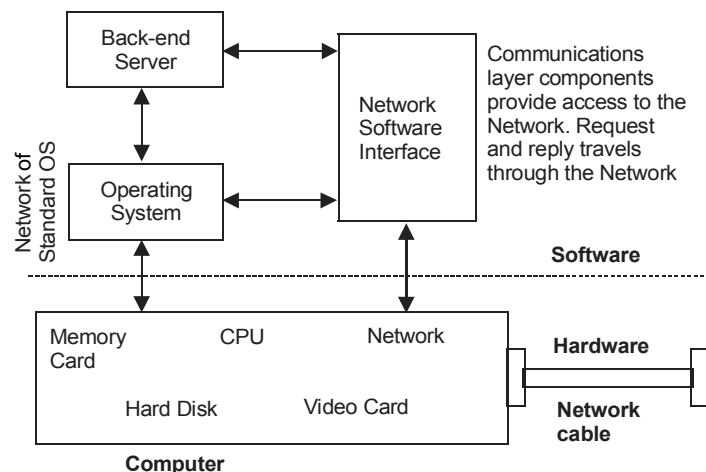 Back-end
Server
Network
Software
Interface
Communications
layer components
provide access to the
Network. Request
and reply travels
through the Network
Network of
Standard OS
Operating
System
Software
Memory
Card
CPU
Network
Hard Disk
Video Card
Hardware
Network
cable
Computer